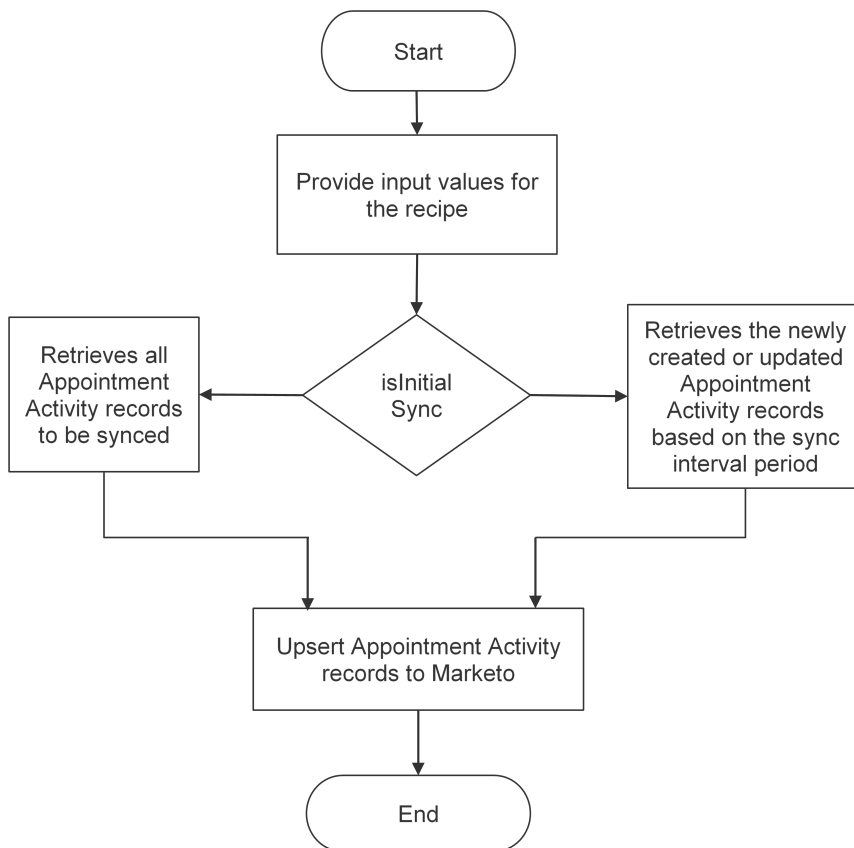 Start
Provide input values for
the recipe
isInitial
Sync
Retrieves all
Appointment
Activity records
to be synced
Retrieves the newly
created or updated
Appointment
Activity records
based on the sync
interval period
Upsert Appointment Activity
records to Marketo
End